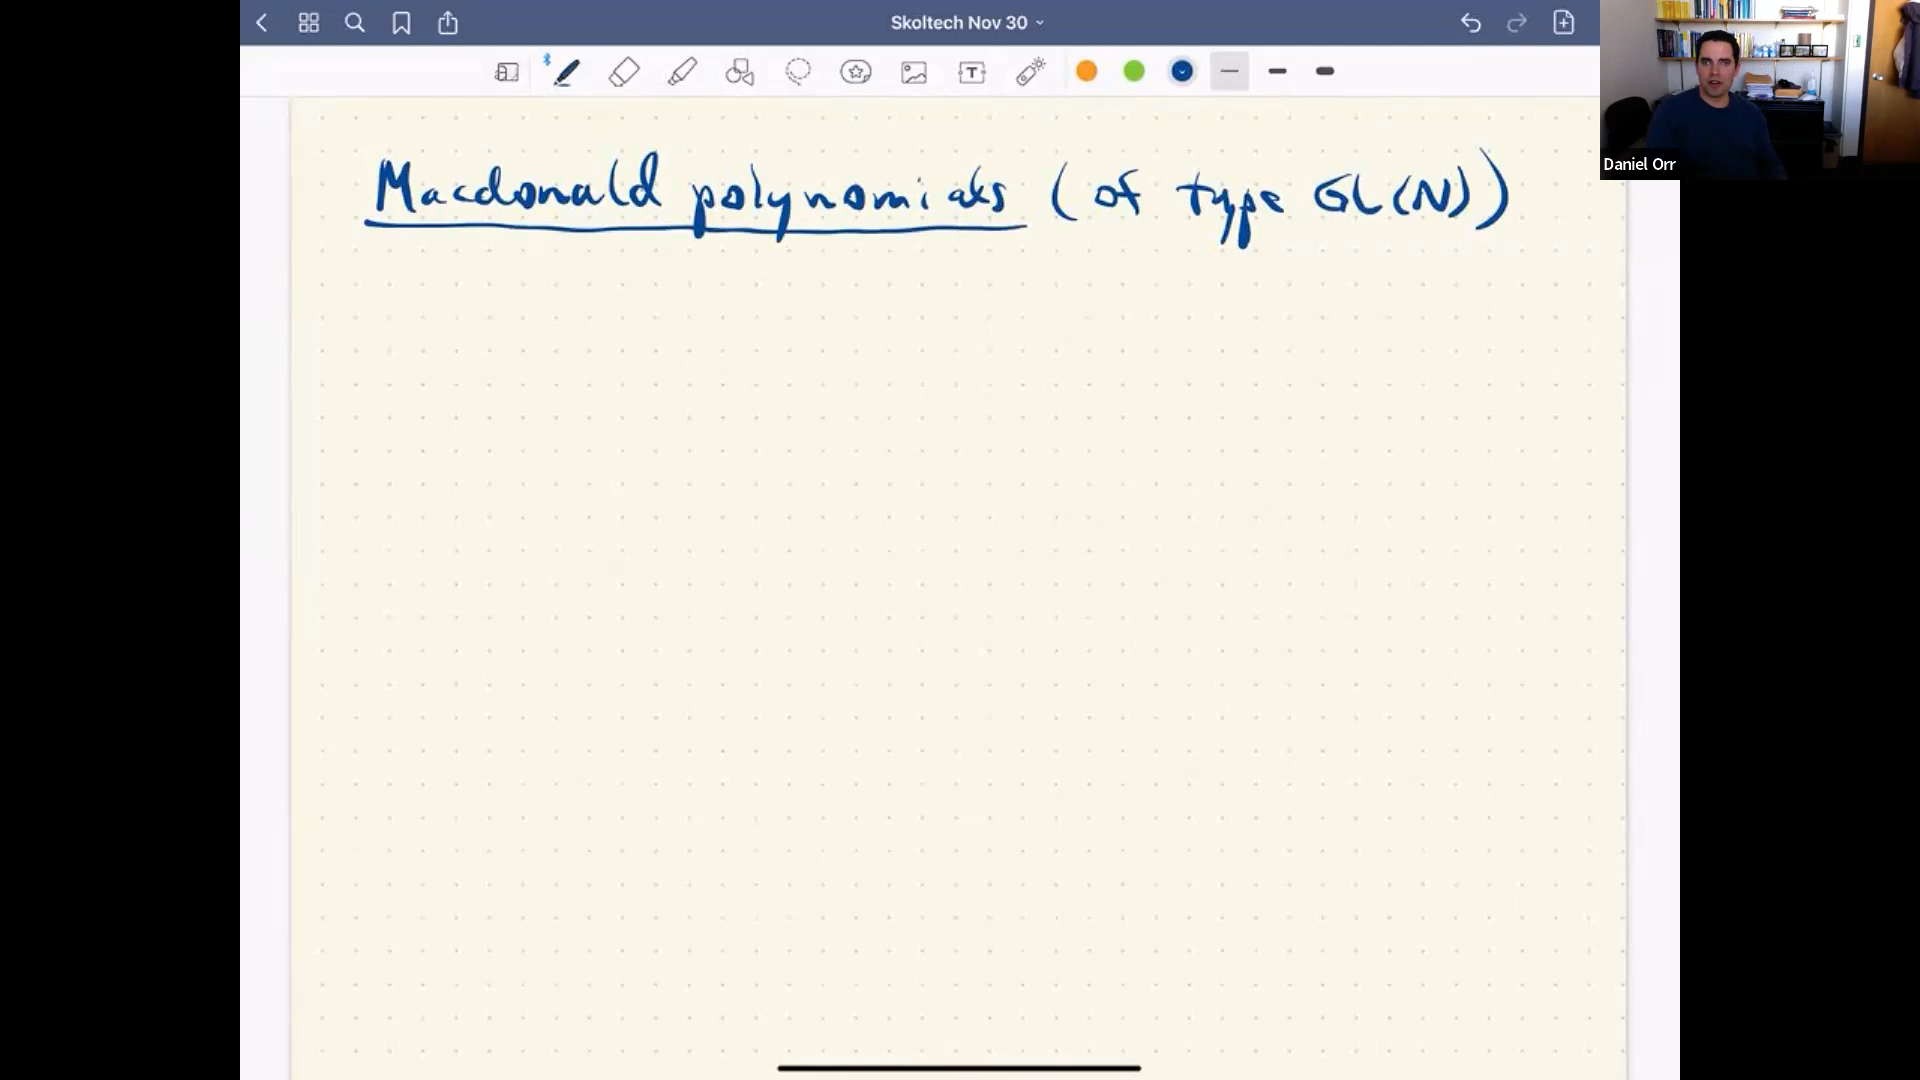 Skoltech Nov 30
Daniel Orr
Macdonald polynomials (of type GL(N))